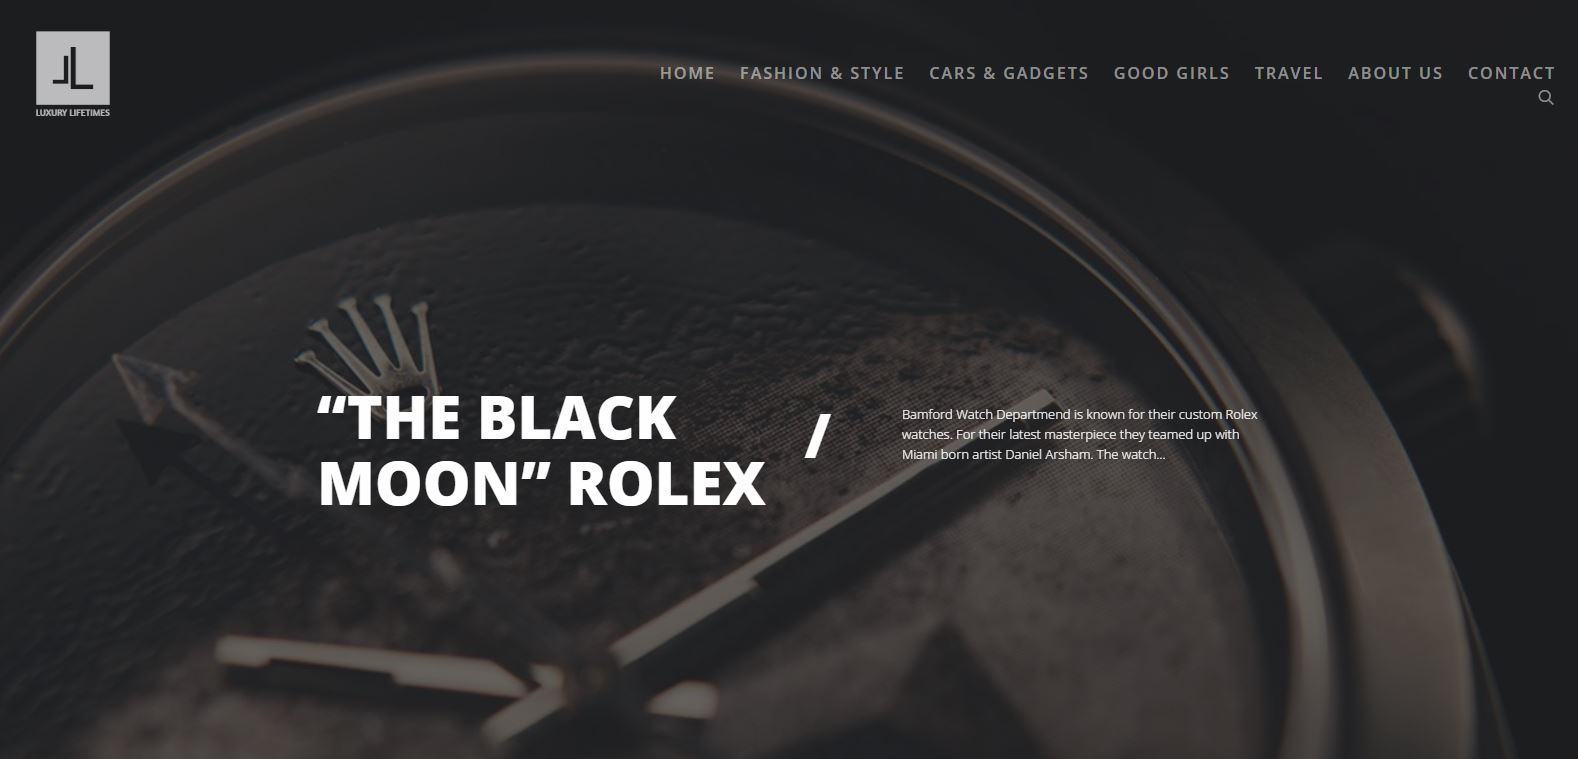 LUXURY LIFETIMES
HOME FASHION & STYLE CARS & GADGETS GOOD GIRLS TRAVEL ABOUT US CONTACT
“THE BLACK
MOON” ROLEX
/
Bamford Watch Departmend is known for their custom Rolex
watches. For their latest masterpiece they teamed up with
Miami born artist Daniel Arsham. The watch...